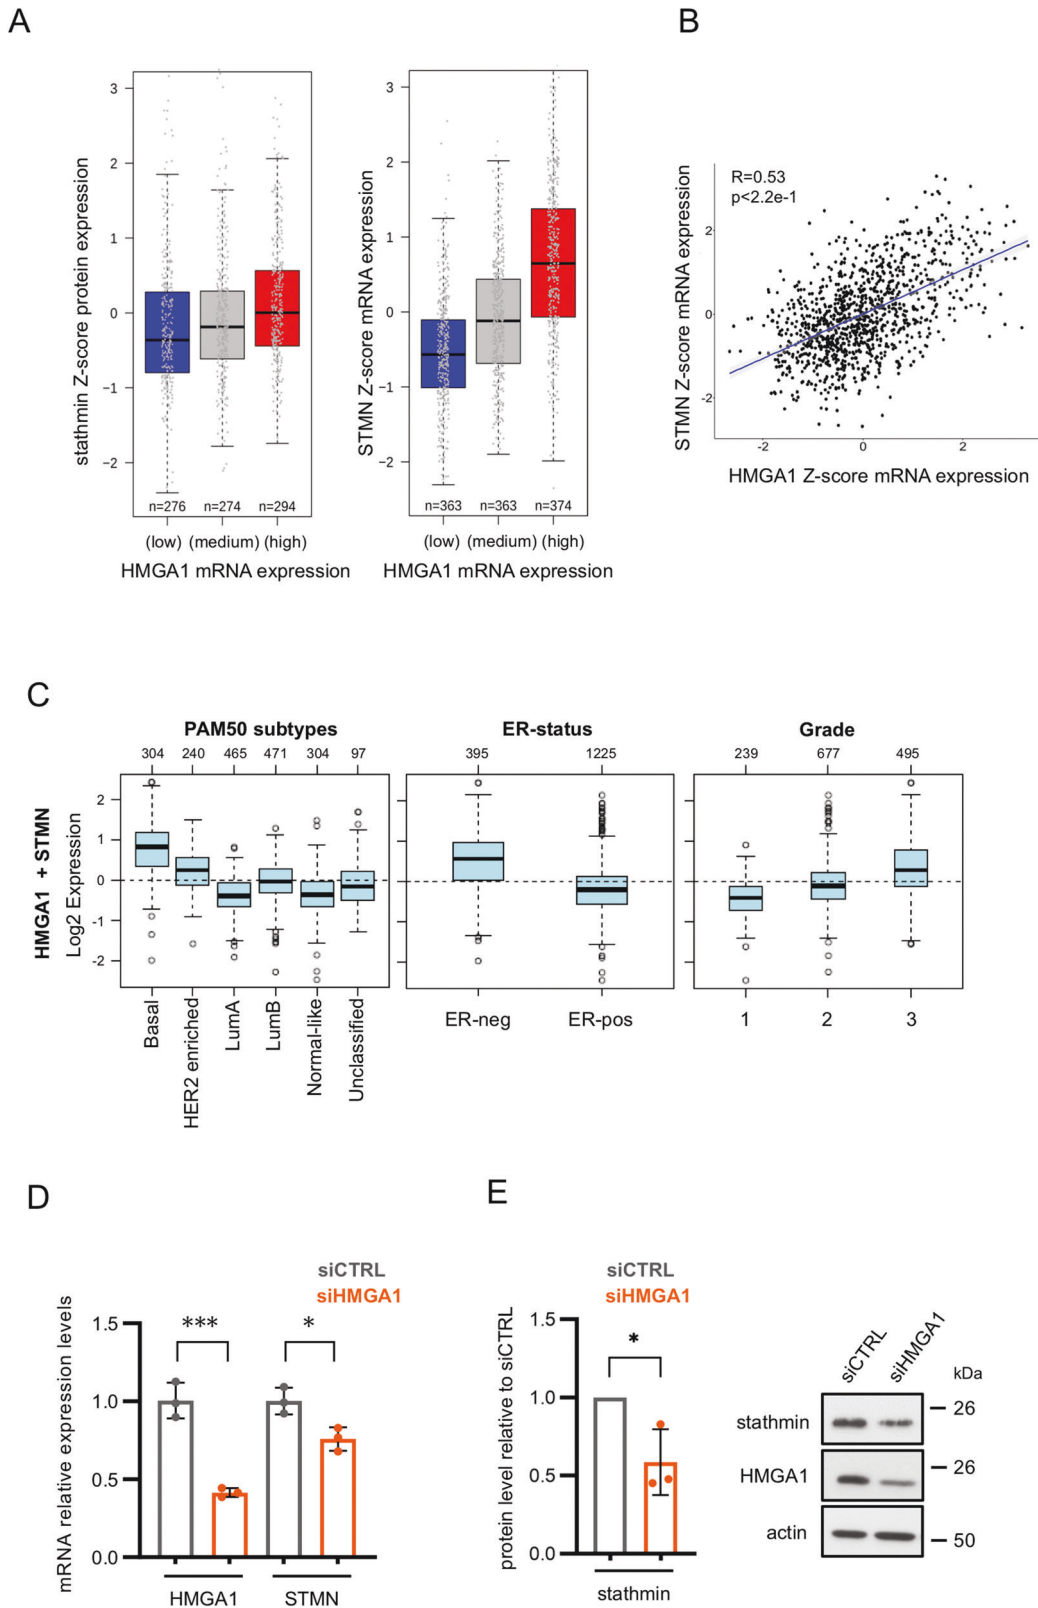 A
B
stathmin Z-score protein expression
3
2
1
0
−1
−2
n=276 n=274 n=294
(low) (medium) (high)
HMGA1 mRNA expression
STMN Z-score mRNA expression
3
2
1
0
−1
−2
n=363 n=363 n=374
(low) (medium) (high)
HMGA1 mRNA expression
STMN Z-score mRNA expression
R=0.53
p<2.2e-1
2
0
-2
-2 0 2
HMGA1 Z-score mRNA expression
C
HMGA1 + STMN
Log2 Expression
PAM50 subtypes
304 240 465 471 304 97
2
1
0
-1
-2
Basal
HER2 enriched
LumA
LumB
Normal-like
Unclassified
ER-status
395 1225
ER-neg ER-pos
Grade
239 677 495
1 2 3
D
siCTRL
siHMGA1
mRNA relative expression levels
1.5
1.0
0.5
0.0
*** *
HMGA1 STMN
E
siCTRL
siHMGA1
protein level relative to siCTRL
1.5
1.0
0.5
0.0
*
stathmin
siCTRL
siHMGA1
kDa
stathmin
26
HMGA1
26
actin
50